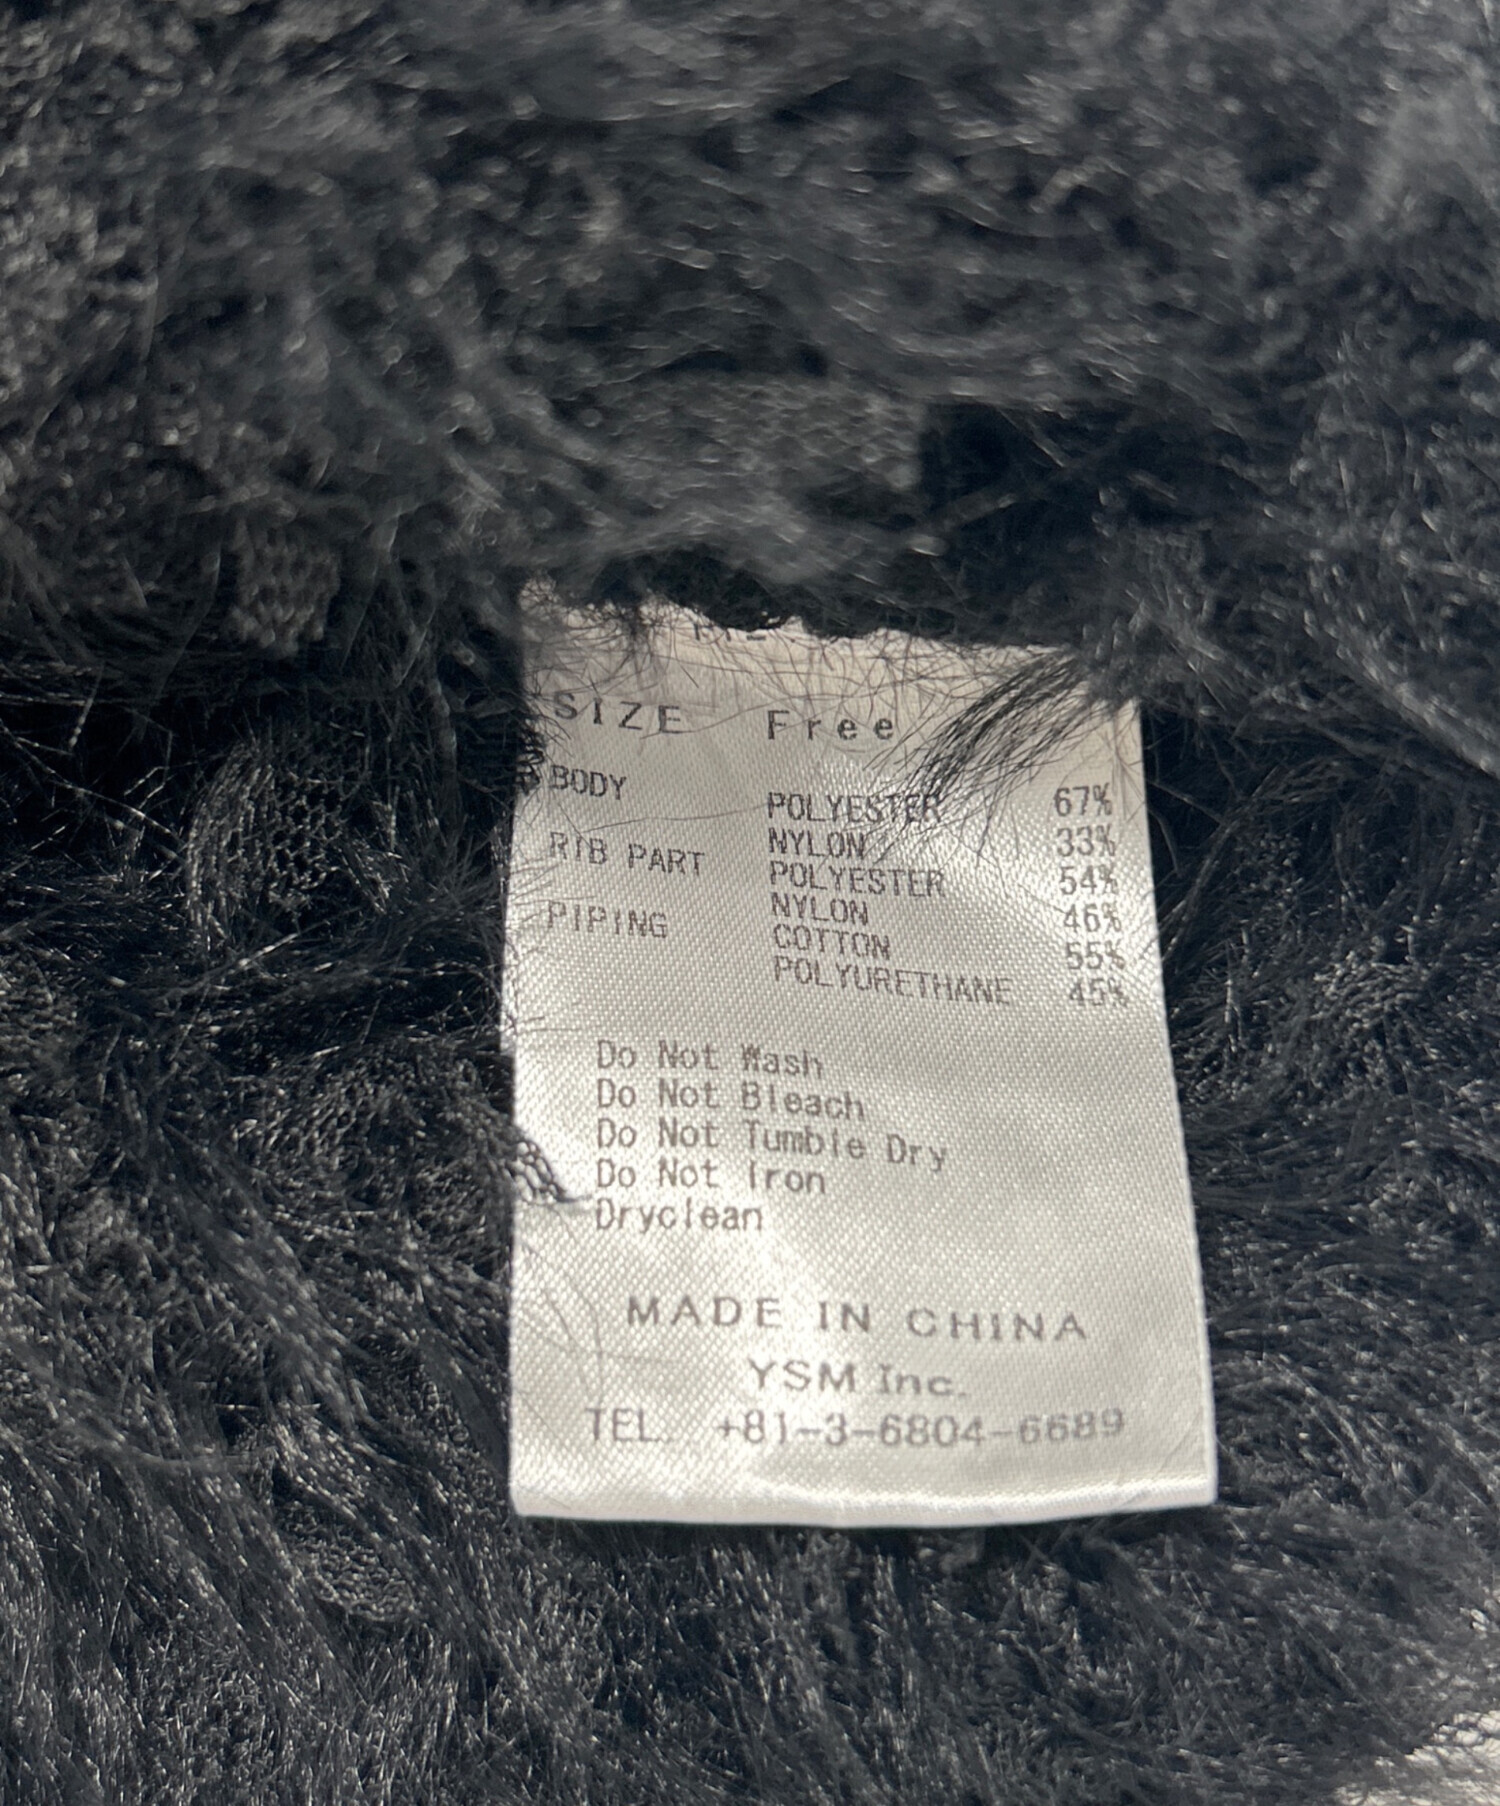 SIZE Free
BODY POLYESTER 67%
NYLON 33%
RIB PART POLYESTER 54%
NYLON 46%
PIPING COTTON 55%
POLYURETHANE 45%
Do Not Wash
Do Not Bleach
Do Not Tumble Dry
Do Not Iron
Dryclean
MADE IN CHINA
YSM Inc.
TEL. +81-3-6804-6689